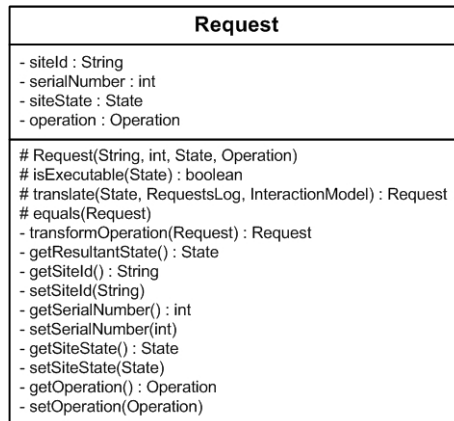 Request
- siteId : String
- serialNumber : int
- siteState : State
- operation : Operation
# Request(String, int, State, Operation)
# isExecutable(State) : boolean
# translate(State, RequestsLog, InteractionModel) : Request
# equals(Request)
- transformOperation(Request) : Request
- getResultantState() : State
- getSiteId() : String
- setSiteId(String)
- getSerialNumber() : int
- setSerialNumber(int)
- getSiteState() : State
- setSiteState(State)
- getOperation() : Operation
- setOperation(Operation)